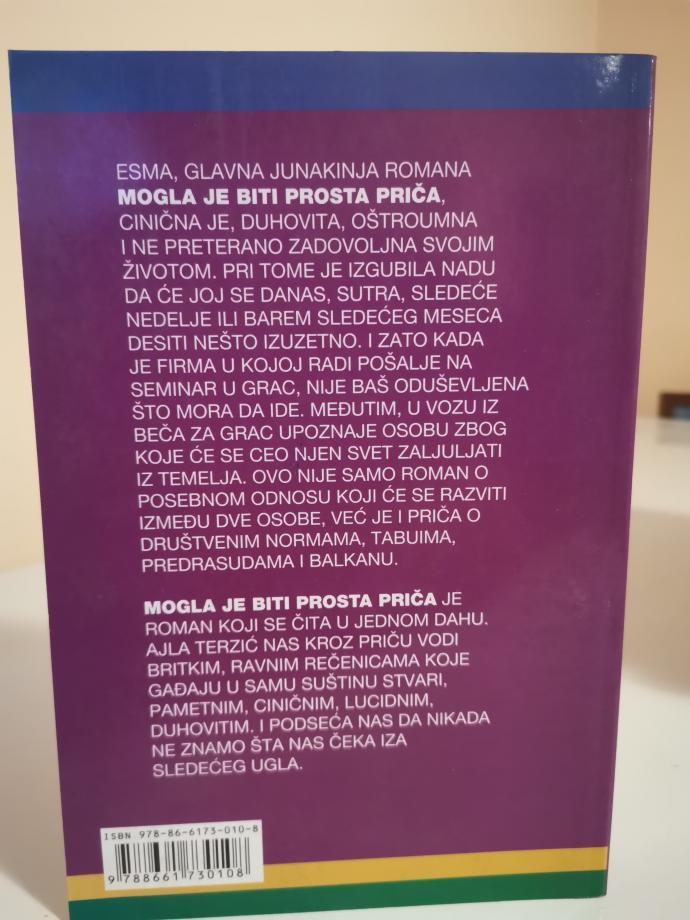 ESMA, GLAVNA JUNAKINJA ROMANA
MOGLA JE BITI PROSTA PRIČA,
CINIČNA JE, DUHOVITA, OŠTROUMNA
I NE PRETERANO ZADOVOLJNA SVOJIM
ŽIVOTOM. PRI TOME JE IZGUBILA NADU
DA ĆE JOJ SE DANAS, SUTRA, SLEDEĆE
NEDELJE ILI BAREM SLEDEĆEG MESECA
DESITI NEŠTO IZUZETNO. I ZATO KADA
JE FIRMA U KOJOJ RADI POŠALJE NA
SEMINAR U GRAC, NIJE BAŠ ODUŠEVLJENA
ŠTO MORA DA IDE. MEĐUTIM, U VOZU IZ
BEČA ZA GRAC UPOZNAJE OSOBU ZBOG
KOJE ĆE SE CEO NJEN SVET ZALJULJATI
IZ TEMELJA. OVO NIJE SAMO ROMAN O
POSEBNOM ODNOSU KOJI ĆE SE RAZVITI
IZMEĐU DVE OSOBE, VEĆ JE I PRIČA O
DRUŠTVENIM NORMAMA, TABUIMA,
PREDRASUDAMA I BALKANU.
MOGLA JE BITI PROSTA PRIČA JE
ROMAN KOJI SE ČITA U JEDNOM DAHU.
AJLA TERZIĆ NAS KROZ PRIČU VODI
BRITKIM, RAVNIM REČENICAMA KOJE
GAĐAJU U SAMU SUŠTINU STVARI,
PAMETNIM, CINIČNIM, LUCIDNIM,
DUHOVITIM. I PODSEĆA NAS DA NIKADA
NE ZNAMO ŠTA NAS ČEKA IZA
SLEDEĆEG UGLA.
ISBN 978-86-6173-010-8
9 788661 730108